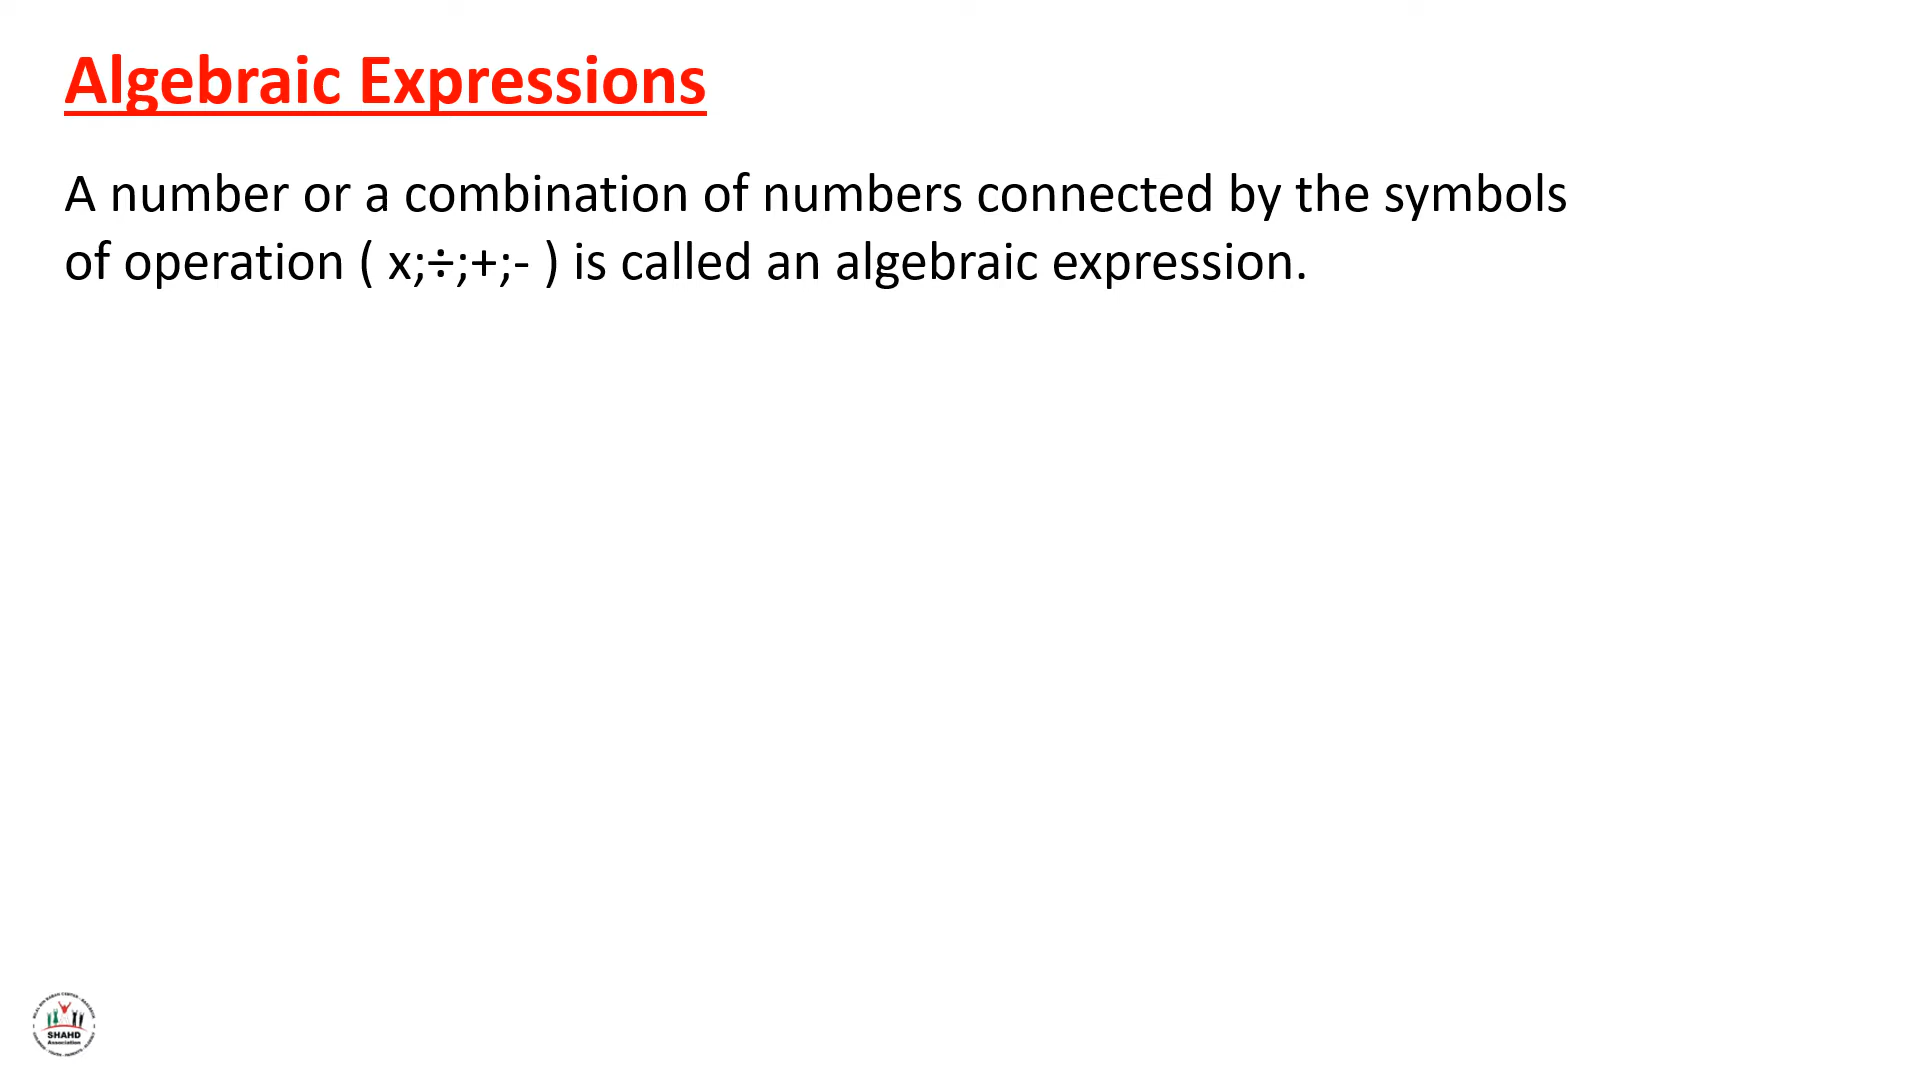 Algebraic Expressions
A number or a combination of numbers connected by the symbols
of operation ( x;÷;+;- ) is called an algebraic expression.
SHAHD
Association